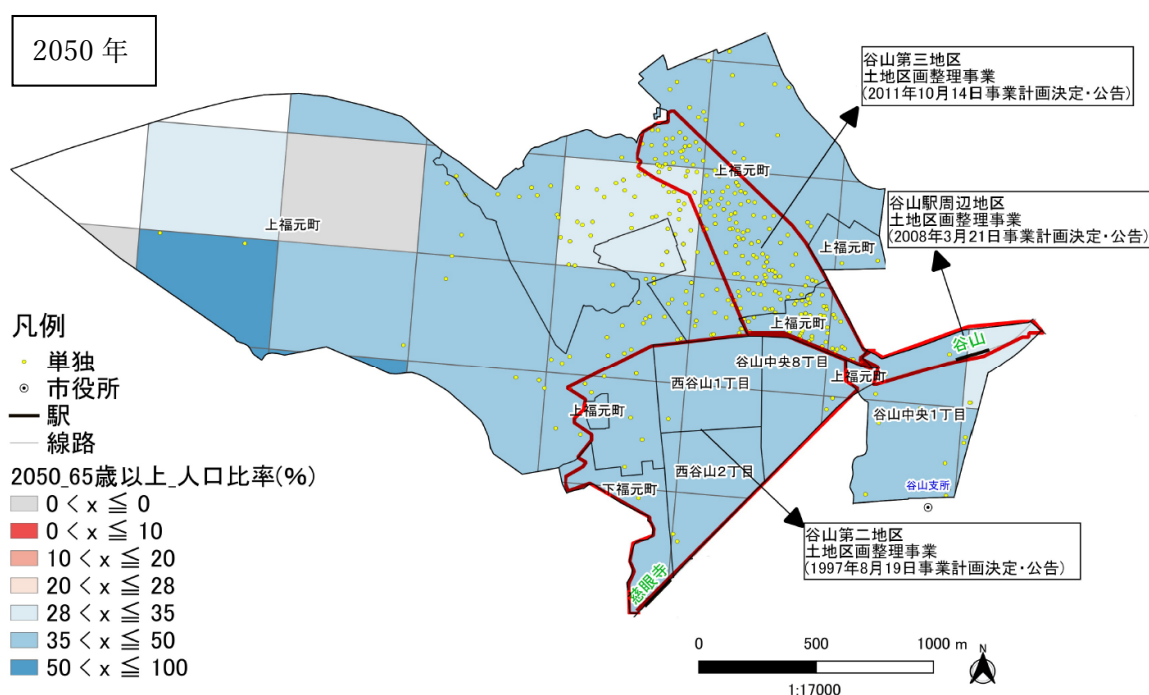 2050 年
谷山第三地区
土地区画整理事業
(2011年10月14日事業計画決定・公告)
上福元町
谷山駅周辺地区
土地区画整理事業
(2008年3月21日事業計画決定・公告)
上福元町
上福元町
上福元町
谷山
谷山中央8丁目
上福元町
西谷山1丁目
上福元町
谷山中央1丁目
西谷山2丁目
下福元町
谷山支所
谷山第二地区
土地区画整理事業
(1997年8月19日事業計画決定・公告)
慈眼寺
凡例
単独
市役所
駅
線路
2050_65歳以上_人口比率(%)
0 < x ≦ 0
0 < x ≦ 10
10 < x ≦ 20
20 < x ≦ 28
28 < x ≦ 35
35 < x ≦ 50
50 < x ≦ 100
0 500 1000 m
N
1:17000